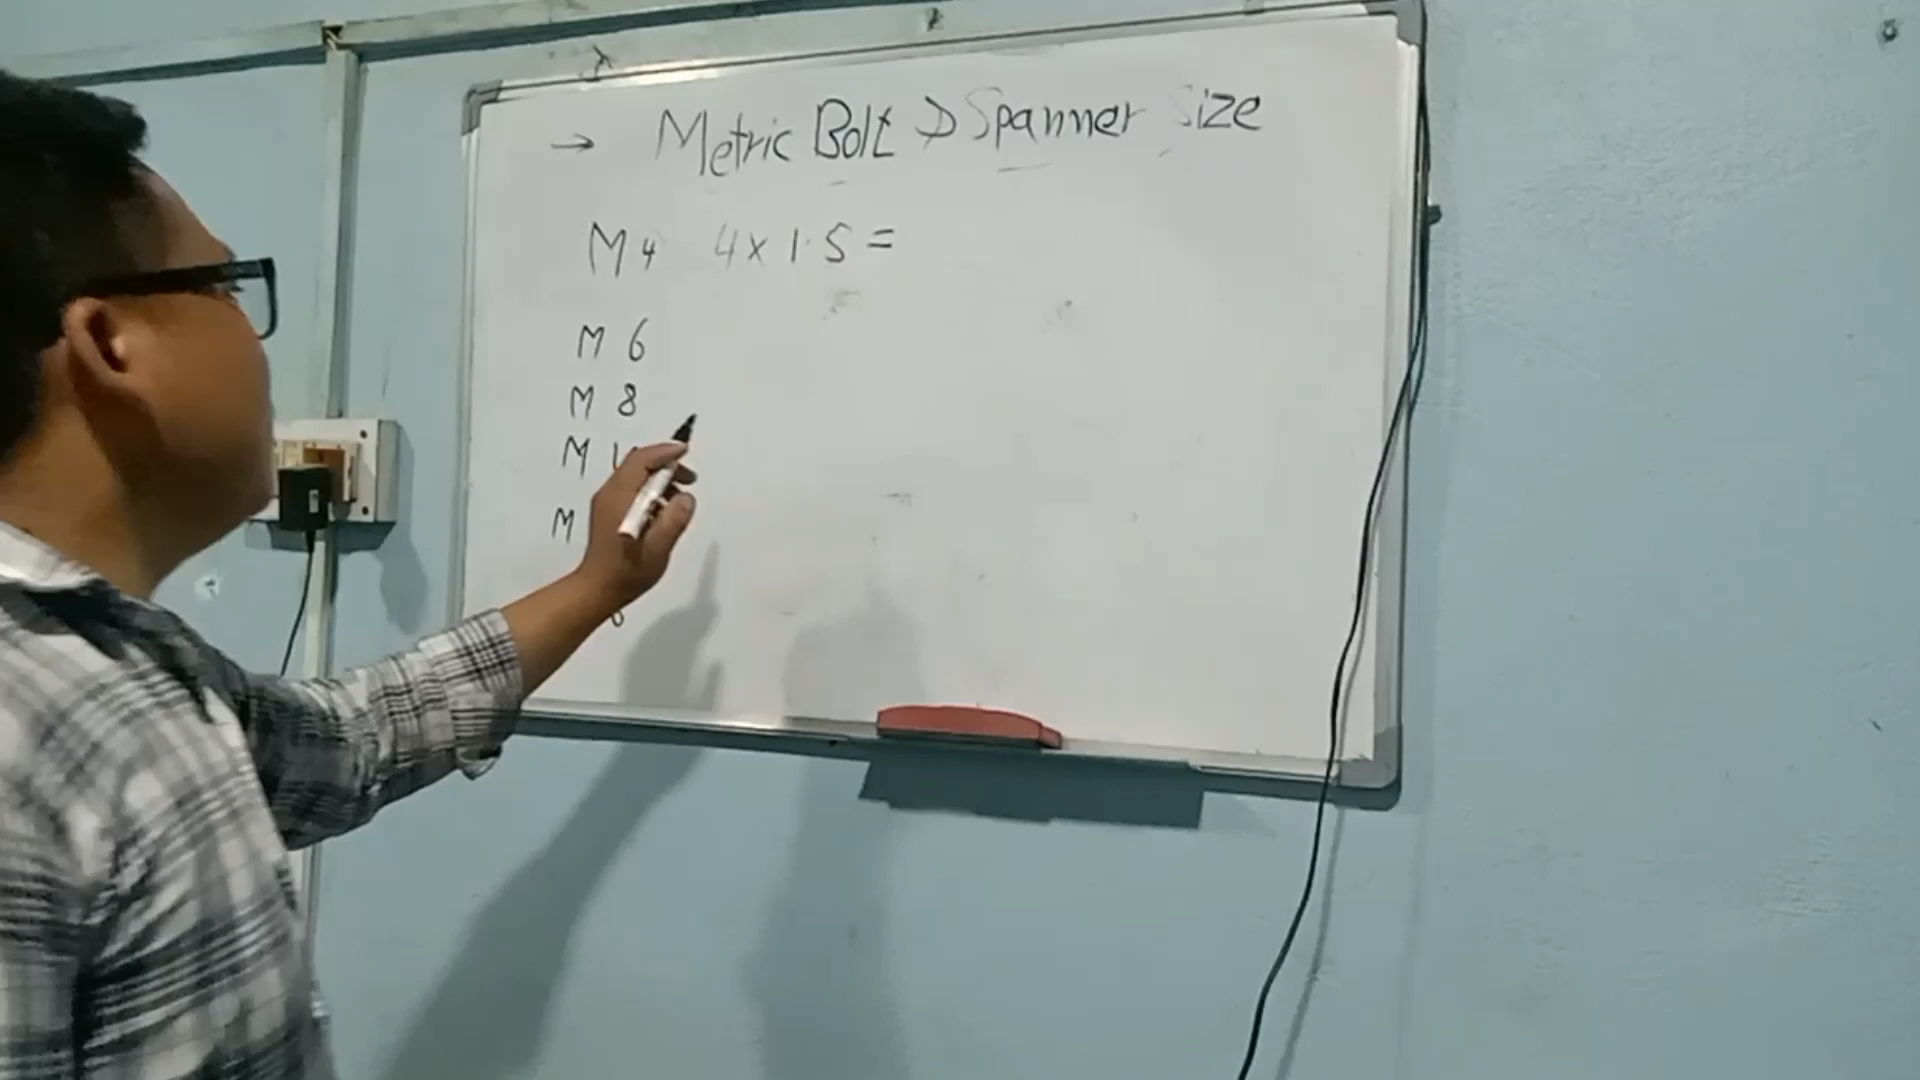 → Metric Bolt → Spanner Size
M4 4 x 1.5 =
M 6
M 8
M
M